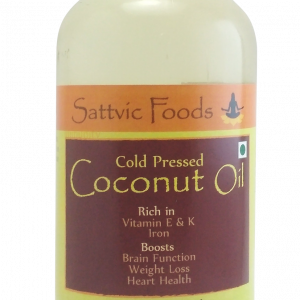 Sattvic Foods
Cold Pressed
Coconut Oil
Rich in
Vitamin E & K
Iron
Boosts
Brain Function
Weight Loss
Heart Health